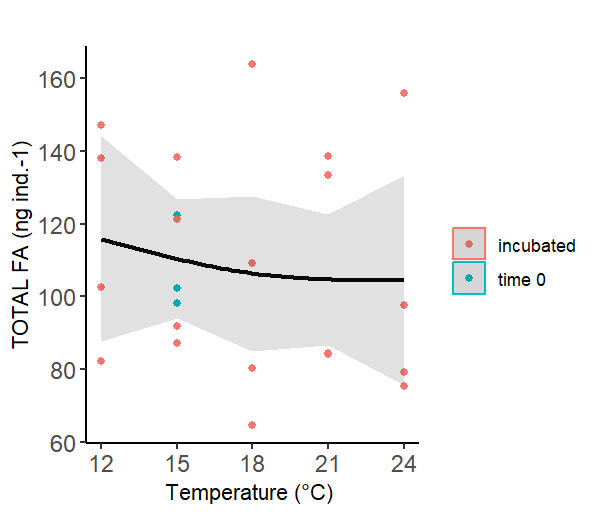 TOTAL FA (ng ind.-1)
160
140
120
100
80
60
12 15 18 21 24
Temperature (°C)
incubated
time 0